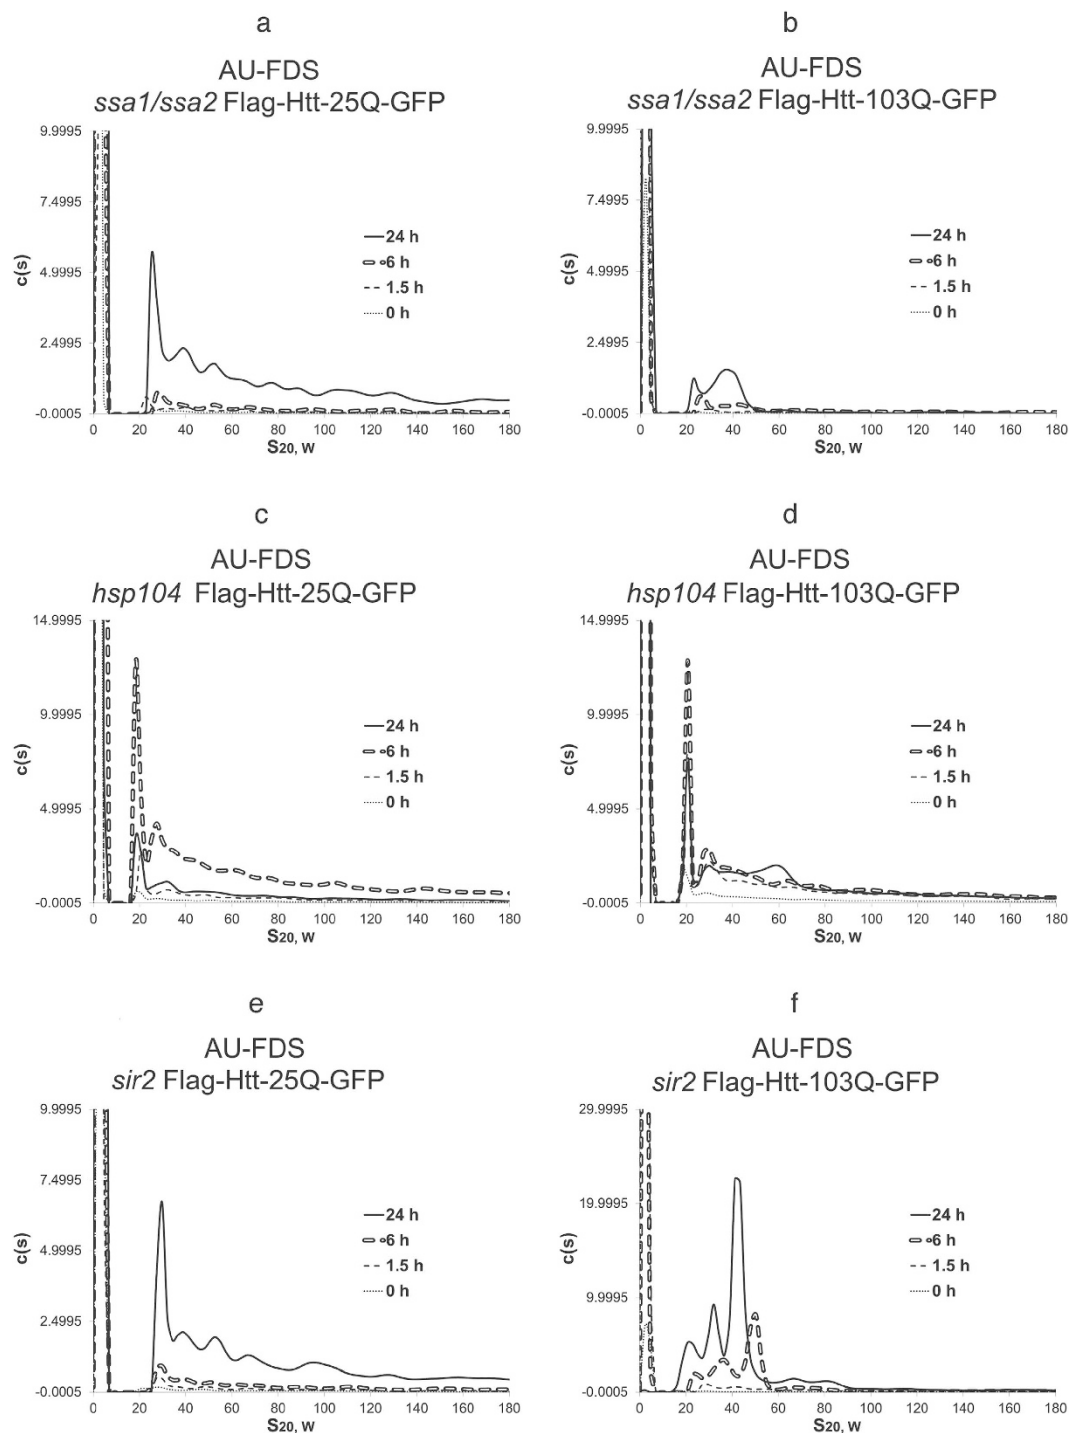 a
AU-FDS
ssa1/ssa2 Flag-Htt-25Q-GFP
9.9995
7.4995
4.9995
2.4995
-0.0005
c(s)
24 h
6 h
1.5 h
0 h
0 20 40 60 80 100 120 140 160 180
S20, W
b
AU-FDS
ssa1/ssa2 Flag-Htt-103Q-GFP
9.9995
7.4995
4.9995
2.4995
-0.0005
c(s)
24 h
6 h
1.5 h
0 h
0 20 40 60 80 100 120 140 160 180
S20, W
c
AU-FDS
hsp104 Flag-Htt-25Q-GFP
14.9995
9.9995
4.9995
-0.0005
c(s)
24 h
6 h
1.5 h
0 h
0 20 40 60 80 100 120 140 160 180
S20, W
d
AU-FDS
hsp104 Flag-Htt-103Q-GFP
14.9995
9.9995
4.9995
-0.0005
c(s)
24 h
6 h
1.5 h
0 h
0 20 40 60 80 100 120 140 160 180
S20, W
e
AU-FDS
sir2 Flag-Htt-25Q-GFP
9.9995
7.4995
4.9995
2.4995
-0.0005
c(s)
24 h
6 h
1.5 h
0 h
0 20 40 60 80 100 120 140 160 180
S20, W
f
AU-FDS
sir2 Flag-Htt-103Q-GFP
29.9995
19.9995
9.9995
-0.0005
c(s)
24 h
6 h
1.5 h
0 h
0 20 40 60 80 100 120 140 160 180
S20, W